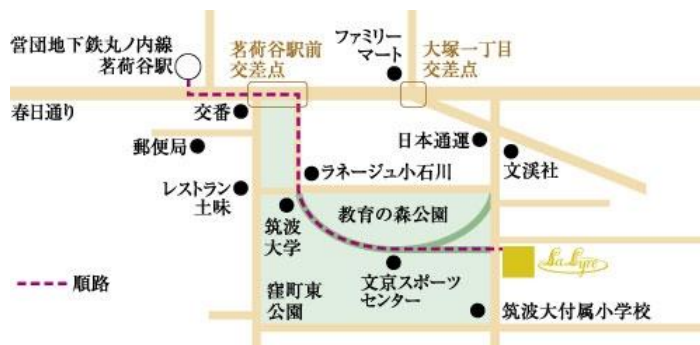 営団地下鉄丸ノ内線
茗荷谷駅
茗荷谷駅前
交差点
ファミリー
マート
大塚一丁目
交差点
春日通り
交番
郵便局
日本通運
文渓社
ラネージュ小石川
レストラン
土味
教育の森公園
筑波
大学
La Lyre
文京スポーツ
センター
窪町東
公園
順路
筑波大付属小学校